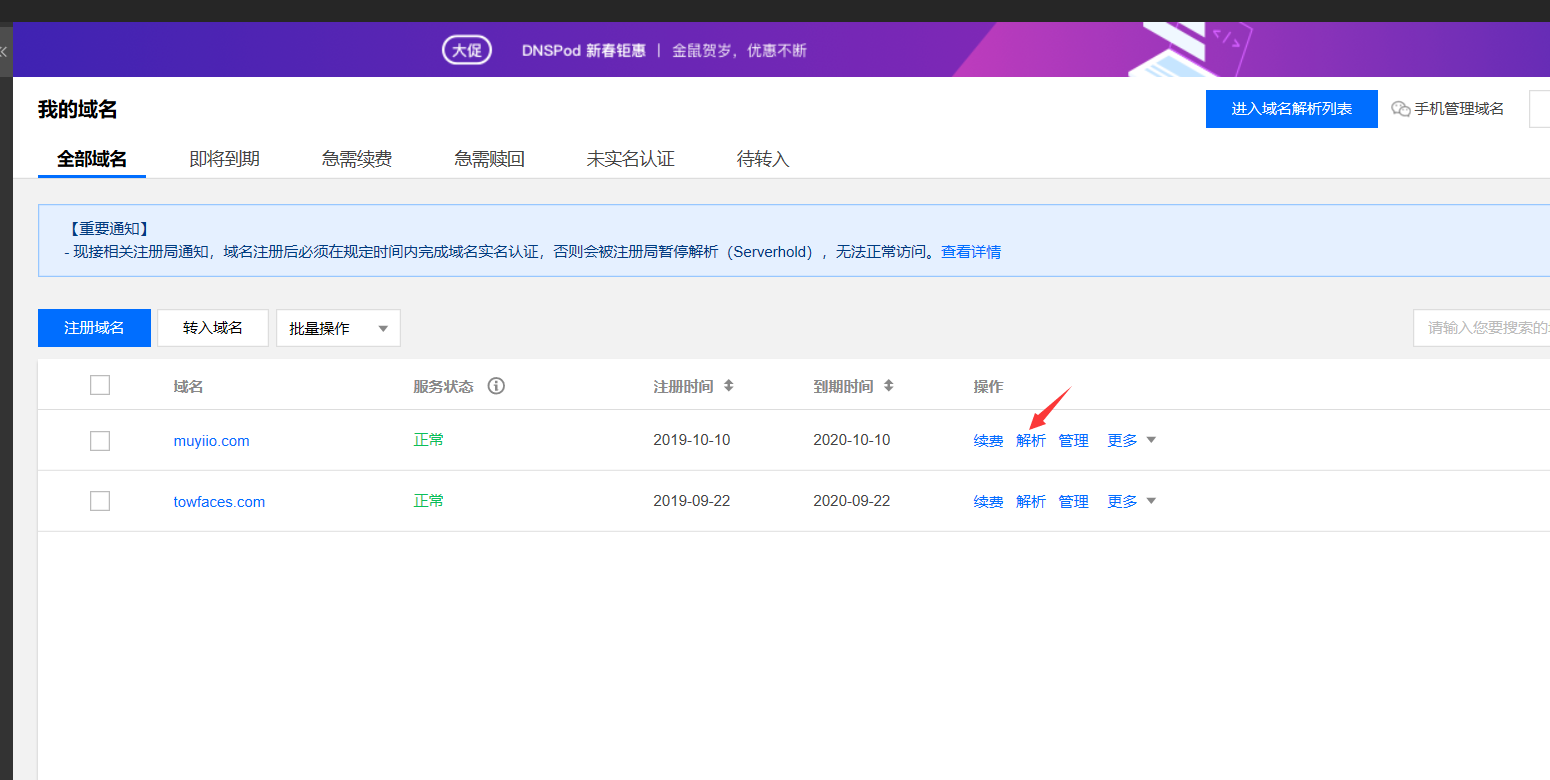 大促 DNSPod 新春钜惠 | 金鼠贺岁，优惠不断
我的域名
进入域名解析列表 手机管理域名
全部域名 即将到期 急需续费 急需赎回 未实名认证 待转入
【重要通知】
- 现接相关注册局通知，域名注册后必须在规定时间内完成域名实名认证，否则会被注册局暂停解析（Serverhold），无法正常访问。查看详情
注册域名 转入域名 批量操作 请输入您要搜索的
域名 服务状态 注册时间 到期时间 操作
muyiio.com 正常 2019-10-10 2020-10-10 续费 解析 管理 更多
towfaces.com 正常 2019-09-22 2020-09-22 续费 解析 管理 更多